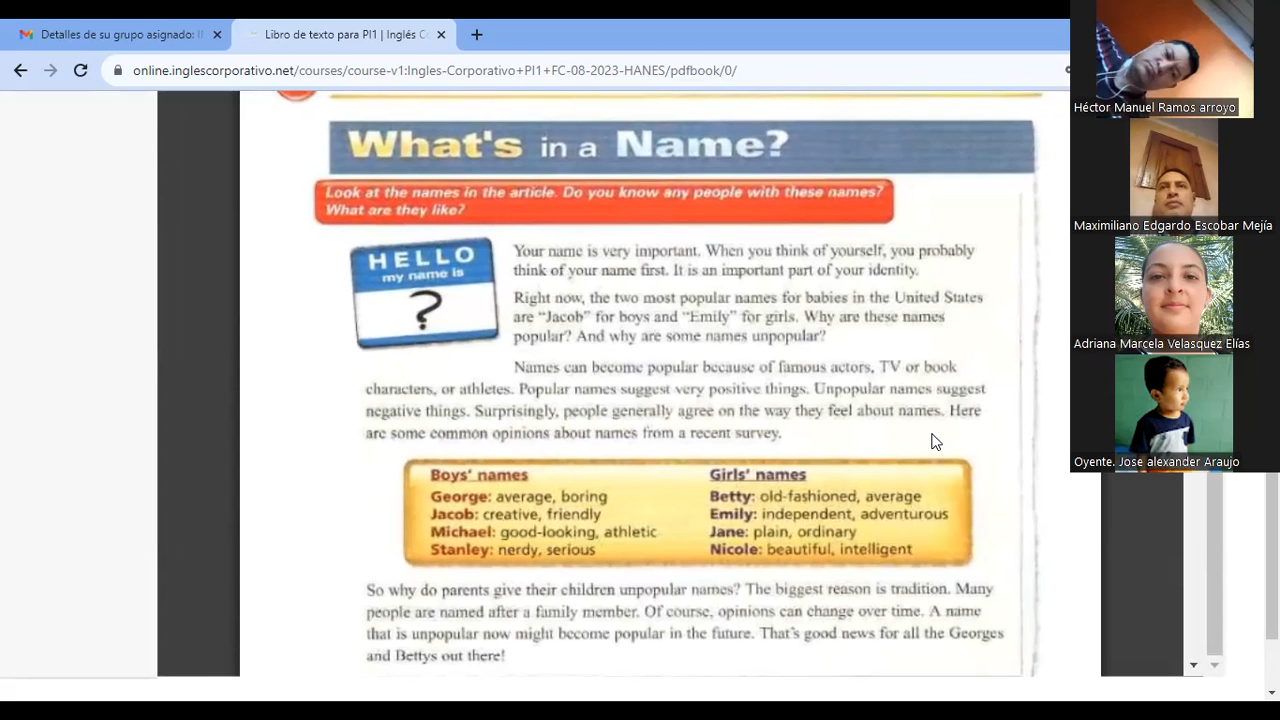 Detalles de su grupo asignado: I
Libro de texto para PI1 | Inglés C
online.inglescorporativo.net/courses/course-v1:Ingles-Corporativo+PI1+FC-08-2023-HANES/pdfbook/0/
What's in a Name?
Look at the names in the article. Do you know any people with these names?
What are they like?
HELLO
my name is
?
Your name is very important. When you think of yourself, you probably
think of your name first. It is an important part of your identity.
Right now, the two most popular names for babies in the United States
are “Jacob” for boys and “Emily” for girls. Why are these names
popular? And why are some names unpopular?
Names can become popular because of famous actors, TV or book
characters, or athletes. Popular names suggest very positive things. Unpopular names suggest
negative things. Surprisingly, people generally agree on the way they feel about names. Here
are some common opinions about names from a recent survey.
Boys' names
George: average, boring
Jacob: creative, friendly
Michael: good-looking, athletic
Stanley: nerdy, serious
Girls' names
Betty: old-fashioned, average
Emily: independent, adventurous
Jane: plain, ordinary
Nicole: beautiful, intelligent
So why do parents give their children unpopular names? The biggest reason is tradition. Many
people are named after a family member. Of course, opinions can change over time. A name
that is unpopular now might become popular in the future. That's good news for all the Georges
and Bettys out there!
Héctor Manuel Ramos arroyo
Maximiliano Edgardo Escobar Mejía
Adriana Marcela Velasquez Elías
Oyente. Jose alexander Araujo